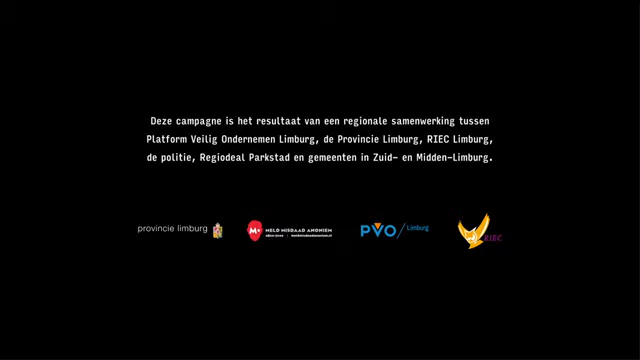 Deze campagne is het resultaat van een regionale samenwerking tussen
Platform Veilig Ondernemen Limburg, de Provincie Limburg, RIEC Limburg,
de politie, Regiodeal Parkstad en gemeenten in Zuid- en Midden-Limburg.
provincie limburg
M.
MELD MISDAAD ANONIEM
PVO/Limburg
RIEC